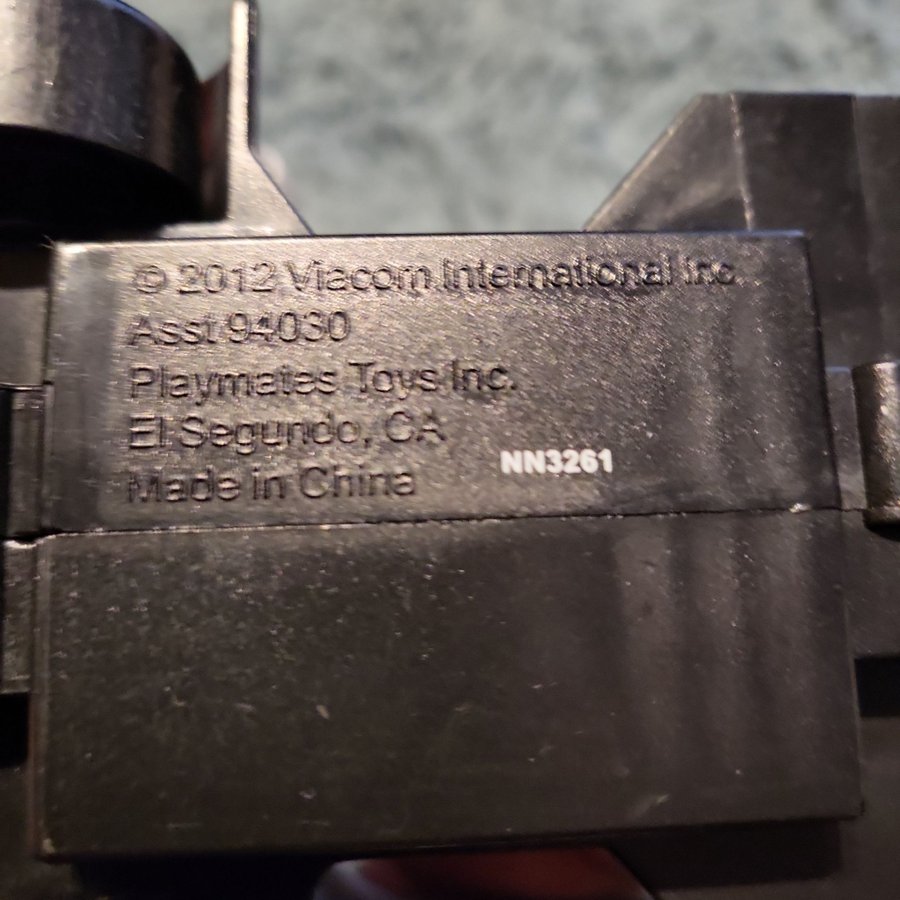 © 2012 Viacom International Inc.
Asst 94030
Playmates Toys Inc.
El Segundo, CA
Made in China
NN3261